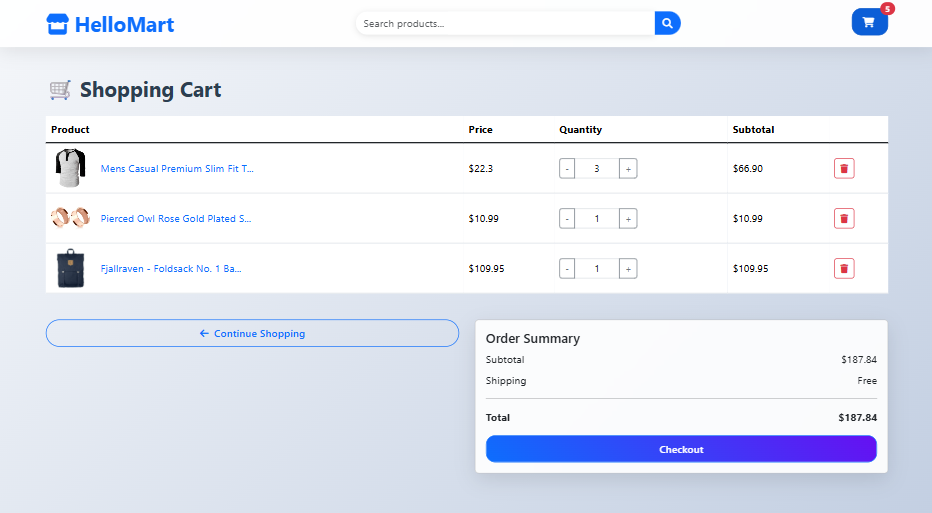 HelloMart
Search products...
5
Shopping Cart
Product Price Quantity Subtotal
Mens Casual Premium Slim Fit T... $22.3 - 3 + $66.90
Pierced Owl Rose Gold Plated S... $10.99 - 1 + $10.99
Fjallraven - Foldsack No. 1 Ba... $109.95 - 1 + $109.95
← Continue Shopping
Order Summary
Subtotal $187.84
Shipping Free
Total $187.84
Checkout